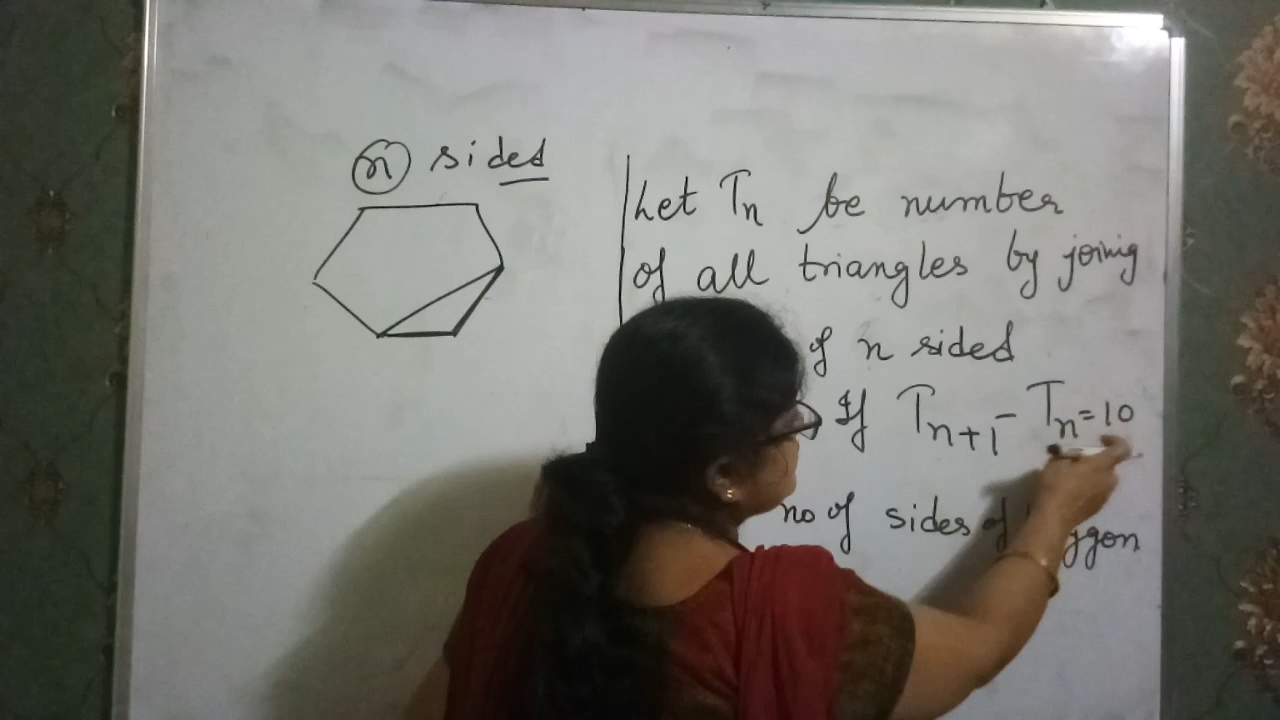 n sided
Let Tn be number
of all triangles by joining
of n sided
If Tn+1 - Tn = 10
no of sides of